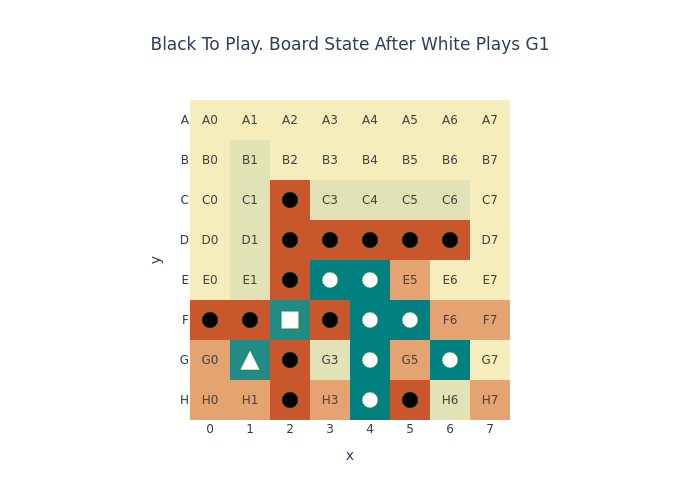 Black To Play. Board State After White Plays G1
A A0 A1 A2 A3 A4 A5 A6 A7
B B0 B1 B2 B3 B4 B5 B6 B7
C C0 C1 C3 C4 C5 C6 C7
D D0 D1 D7
E E0 E1 E5 E6 E7
F F6 F7
G G0 G3 G5 G7
H H0 H1 H3 H6 H7
0 1 2 3 4 5 6 7
x
y